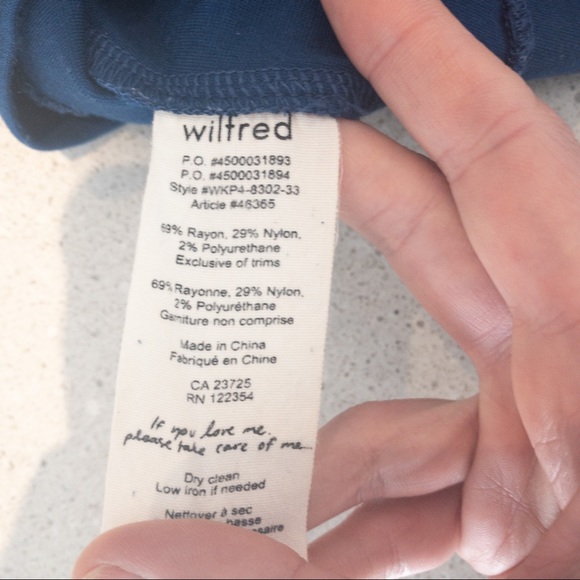 wilfred
P.O. #4500031893
P.O. #4500031894
Style #WKP4-8302-33
Article #46365
69% Rayon, 29% Nylon,
2% Polyurethane
Exclusive of trims
69% Rayonne, 29% Nylon,
2% Polyuréthane
Garniture non comprise
Made in China
Fabriqué en Chine
CA 23725
RN 122354
If you love me,
please take care of me...
Dry clean
Low iron if needed
Nettoyer à sec
basse